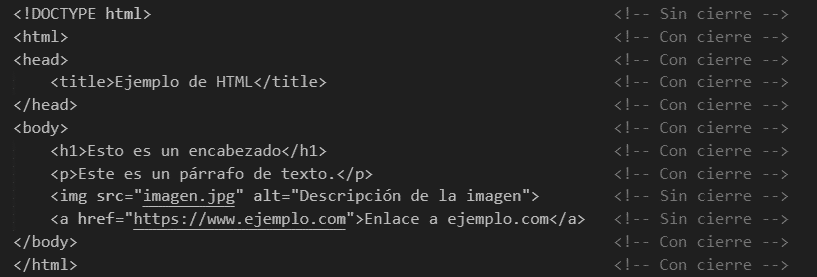 <!DOCTYPE html> <!-- Sin cierre -->
<html> <!-- Con cierre -->
<head> <!-- Con cierre -->
<title>Ejemplo de HTML</title> <!-- Con cierre -->
</head> <!-- Con cierre -->
<body> <!-- Con cierre -->
<h1>Esto es un encabezado</h1> <!-- Con cierre -->
<p>Este es un párrafo de texto.</p> <!-- Con cierre -->
<img src="imagen.jpg" alt="Descripción de la imagen"> <!-- Sin cierre -->
<a href="https://www.ejemplo.com">Enlace a ejemplo.com</a> <!-- Sin cierre -->
</body> <!-- Con cierre -->
</html> <!-- Con cierre -->